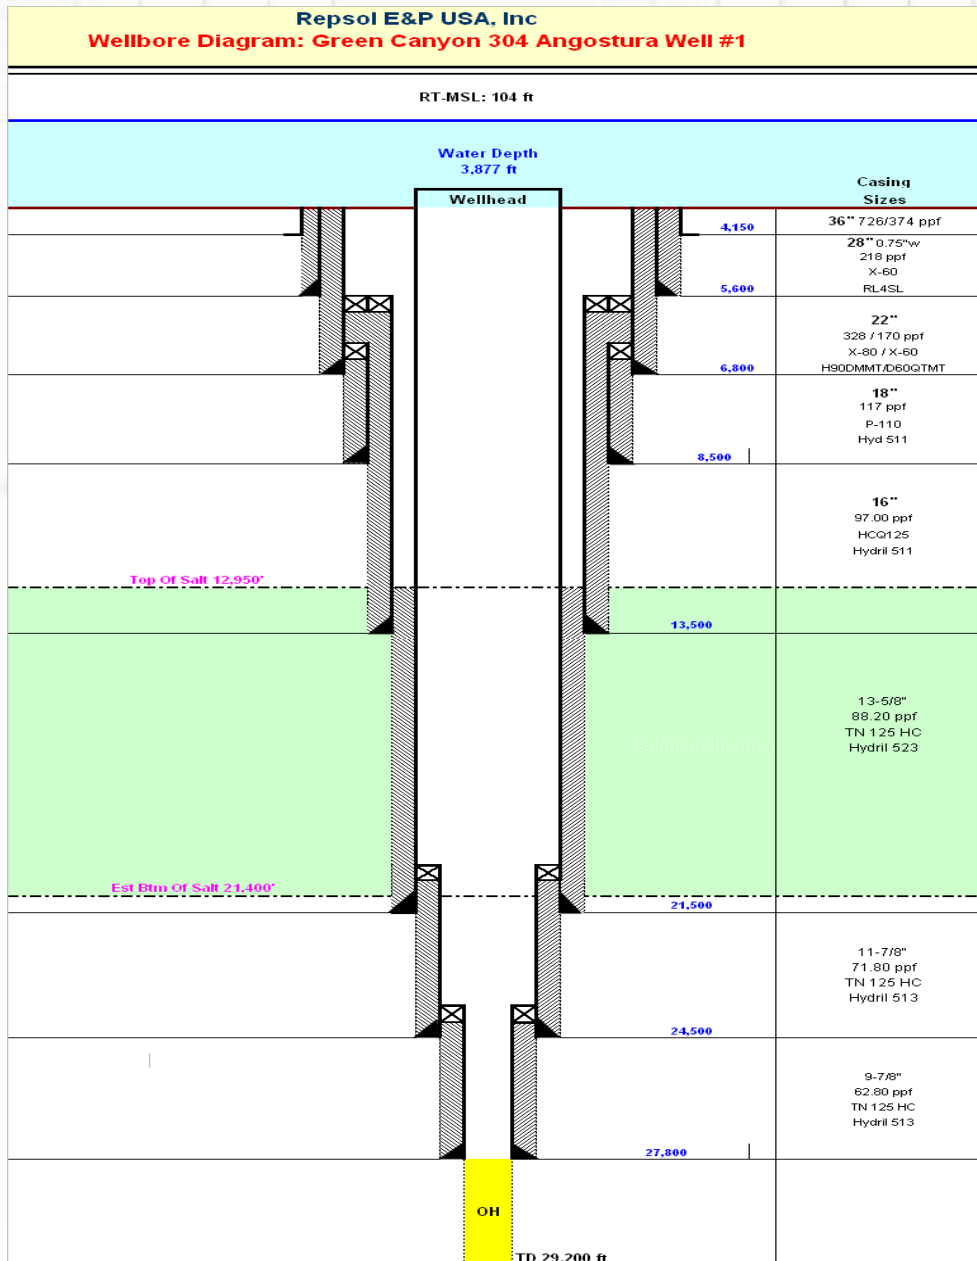 Repsol E&P USA, Inc
Wellbore Diagram: Green Canyon 304 Angostura Well #1
RT-MSL: 104 ft
Water Depth
3,877 ft
Wellhead
Casing
Sizes
4,150
36" 726/374 ppf
28" 0.75"w
218 ppf
X-60
RL4SL
5,600
22"
328 / 170 ppf
X-80 / X-60
H90DMMT/D60QTMT
6,800
18"
117 ppf
P-110
Hyd 511
8,500
16"
97.00 ppf
HCQ125
Hydril 511
Top Of Salt 12,950'
13,500
13-5/8"
88.20 ppf
TN 125 HC
Hydril 523
Est Btm Of Salt 21,400'
21,500
11-7/8"
71.80 ppf
TN 125 HC
Hydril 513
24,500
9-7/8"
62.80 ppf
TN 125 HC
Hydril 513
27,800
OH
TD 29,200 ft